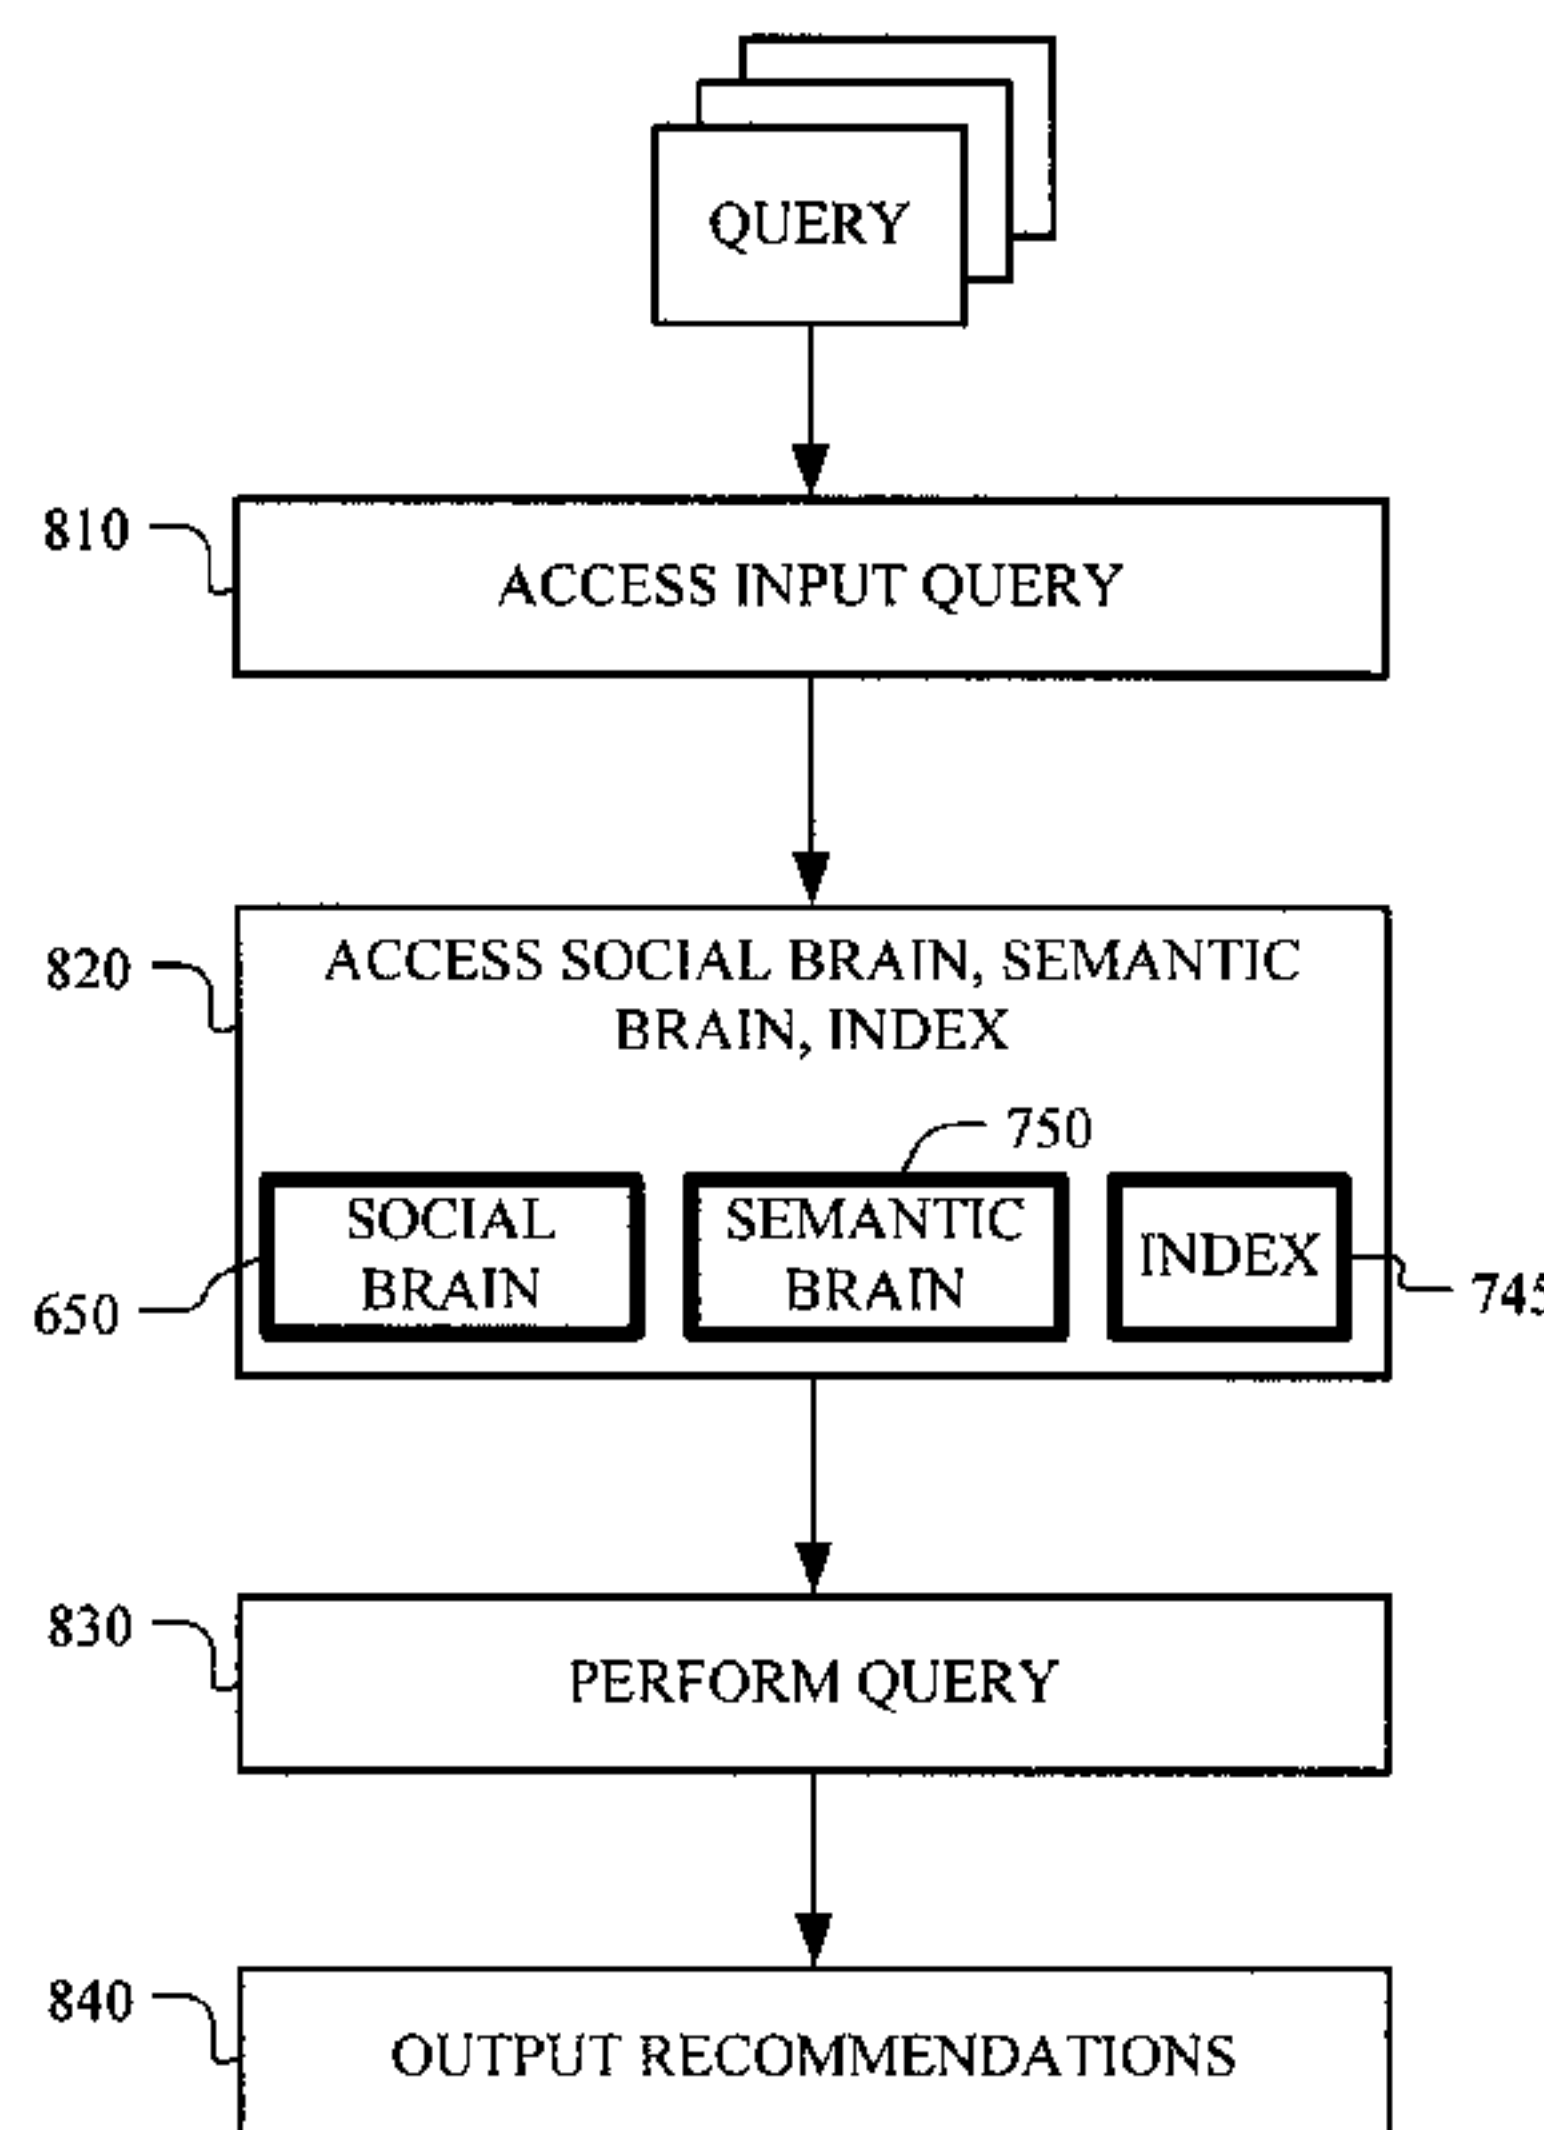 QUERY
810
ACCESS INPUT QUERY
820
ACCESS SOCIAL BRAIN, SEMANTIC
BRAIN, INDEX
750
SOCIAL
BRAIN
SEMANTIC
BRAIN
INDEX
650
745
830
PERFORM QUERY
840
OUTPUT RECOMMENDATIONS